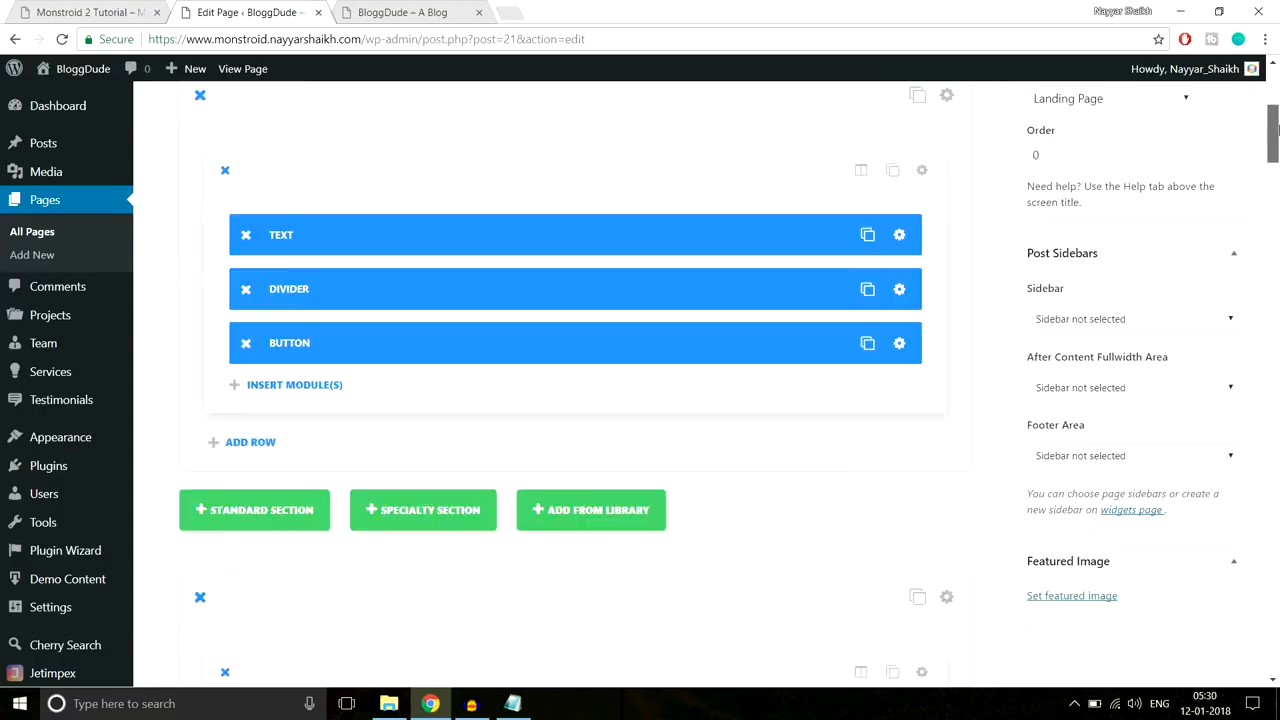 Monstroid 2 Tutorial – M
Edit Page ‹ BloggDude —
BloggDude – A Blog
Nayyar Shaikh
Secure
https://www.monstroid.nayyarshaikh.com/wp-admin/post.php?post=21&action=edit
BloggDude
0
New
View Page
Howdy, Nayyar_Shaikh
Dashboard
Posts
Media
Pages
All Pages
Add New
Comments
Projects
Team
Services
Testimonials
Appearance
Plugins
Users
Tools
Plugin Wizard
Demo Content
Settings
Cherry Search
Jetimpex
TEXT
DIVIDER
BUTTON
INSERT MODULE(S)
ADD ROW
STANDARD SECTION
SPECIALTY SECTION
ADD FROM LIBRARY
Landing Page
Order
0
Need help? Use the Help tab above the
screen title.
Post Sidebars
Sidebar
Sidebar not selected
After Content Fullwidth Area
Sidebar not selected
Footer Area
Sidebar not selected
You can choose page sidebars or create a
new sidebar on widgets page .
Featured Image
Set featured image
Type here to search
ENG
05:30
12-01-2018